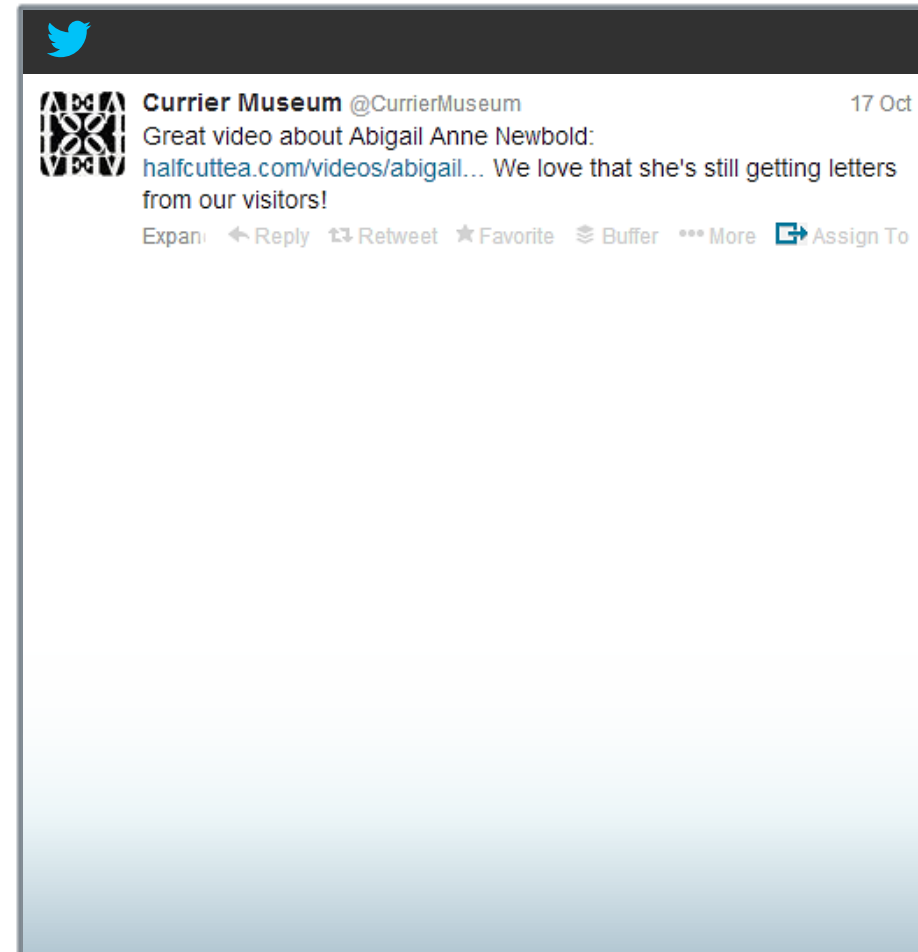 Currier Museum @CurrierMuseum 17 Oct
Great video about Abigail Anne Newbold:
halfcuttea.com/videos/abigail... We love that she's still getting letters
from our visitors!
Expan Reply Retweet Favorite Buffer More Assign To